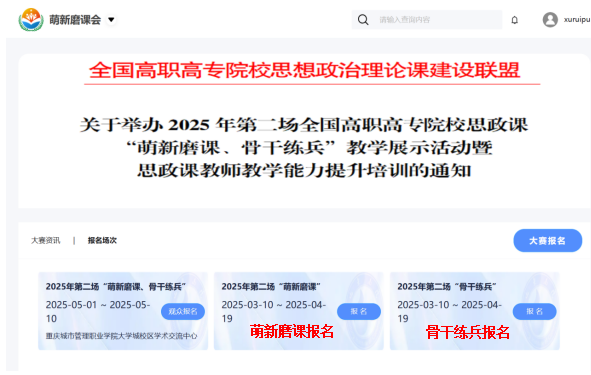 萌新磨课会
请输入查询内容
xuruipu
全国高职高专院校思想政治理论课建设联盟
关于举办 2025 年第二场全国高职高专院校思政课
“萌新磨课、骨干练兵”教学展示活动暨
思政课教师教学能力提升培训的通知
大赛资讯 | 报名场次
大赛报名
2025年第二场“萌新磨课、骨干练兵”
2025-05-01 ~ 2025-05-
10
观众报名
重庆城市管理职业学院大学城校区学术交流中心
2025年第二场“萌新磨课”
2025-03-10 ~ 2025-04-
19
报 名
萌新磨课报名
2025年第二场“骨干练兵”
2025-03-10 ~ 2025-04-
19
报 名
骨干练兵报名